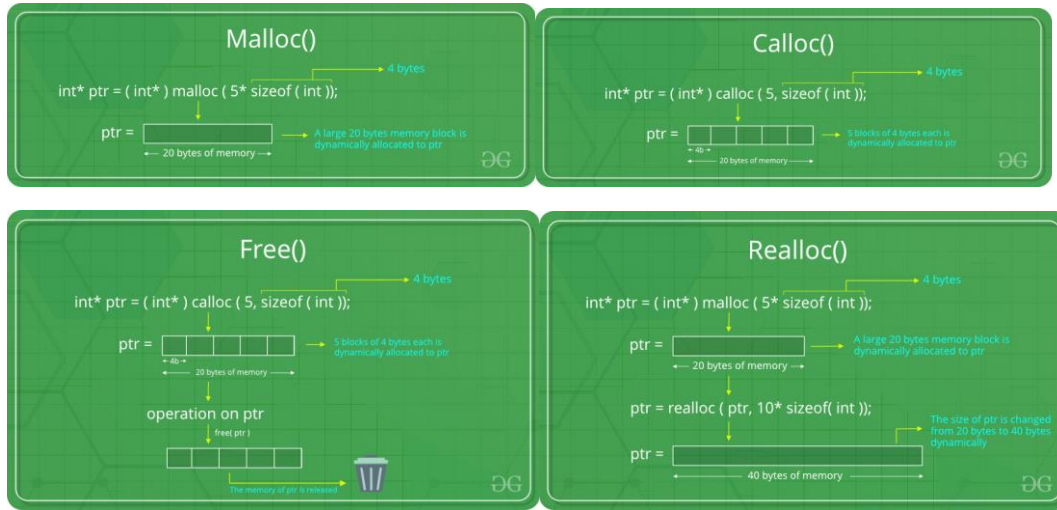 Malloc()
4 bytes
int* ptr = ( int* ) malloc ( 5* sizeof ( int ));
ptr =
A large 20 bytes memory block is
dynamically allocated to ptr
20 bytes of memory
Calloc()
4 bytes
int* ptr = ( int* ) calloc ( 5, sizeof ( int ));
ptr =
5 blocks of 4 bytes each is
dynamically allocated to ptr
4b
20 bytes of memory
Free()
4 bytes
int* ptr = ( int* ) calloc ( 5, sizeof ( int ));
ptr =
5 blocks of 4 bytes each is
dynamically allocated to ptr
4b
20 bytes of memory
operation on ptr
free( ptr )
The memory of ptr is released
Realloc()
4 bytes
int* ptr = ( int* ) malloc ( 5* sizeof ( int ));
ptr =
A large 20 bytes memory block is
dynamically allocated to ptr
20 bytes of memory
ptr = realloc ( ptr, 10* sizeof( int ));
The size of ptr is changed
from 20 bytes to 40 bytes
dynamically
ptr =
40 bytes of memory